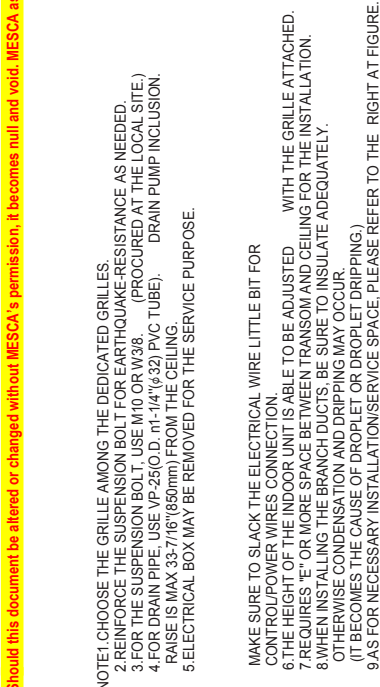 Should this document be altered or changed without MESCA's permission, it becomes null and void. MESCA as
NOTE1.CHOOSE THE GRILLE AMONG THE DEDICATED GRILLES.
2.REINFORCE THE SUSPENSION BOLT FOR EARTHQUAKE-RESISTANCE AS NEEDED.
3.FOR THE SUSPENSION BOLT, USE M10 OR W3/8. (PROCURED AT THE LOCAL SITE.)
4.FOR DRAIN PIPE, USE VP-25(O.D. n1-1/4"(φ32) PVC TUBE). DRAIN PUMP INCLUSION.
RAISE IS MAX 33-7/16"(850mm) FROM THE CEILING.
5.ELECTRICAL BOX MAY BE REMOVED FOR THE SERVICE PURPOSE.
MAKE SURE TO SLACK THE ELECTRICAL WIRE LITTLE BIT FOR
CONTROL/POWER WIRES CONNECTION.
6.THE HEIGHT OF THE INDOOR UNIT IS ABLE TO BE ADJUSTED WITH THE GRILLE ATTACHED.
7.REQUIRES "E" OR MORE SPACE BETWEEN TRANSOM AND CEILING FOR THE INSTALLATION.
8.WHEN INSTALLING THE BRANCH DUCTS, BE SURE TO INSULATE ADEQUATELY.
OTHERWISE CONDENSATION AND DRIPPING MAY OCCUR.
(IT BECOMES THE CAUSE OF DROPLET OR DROPLET DRIPPING.)
9.AS FOR NECESSARY INSTALLATION/SERVICE SPACE, PLEASE REFER TO THE RIGHT AT FIGURE.